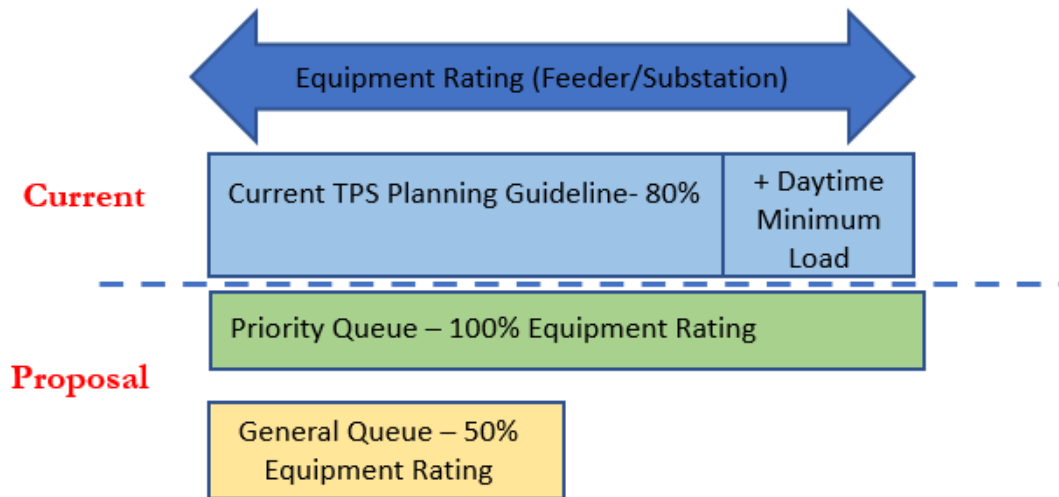 Equipment Rating (Feeder/Substation)
Current
Current TPS Planning Guideline- 80%
+ Daytime
Minimum
Load
Proposal
Priority Queue – 100% Equipment Rating
General Queue – 50%
Equipment Rating